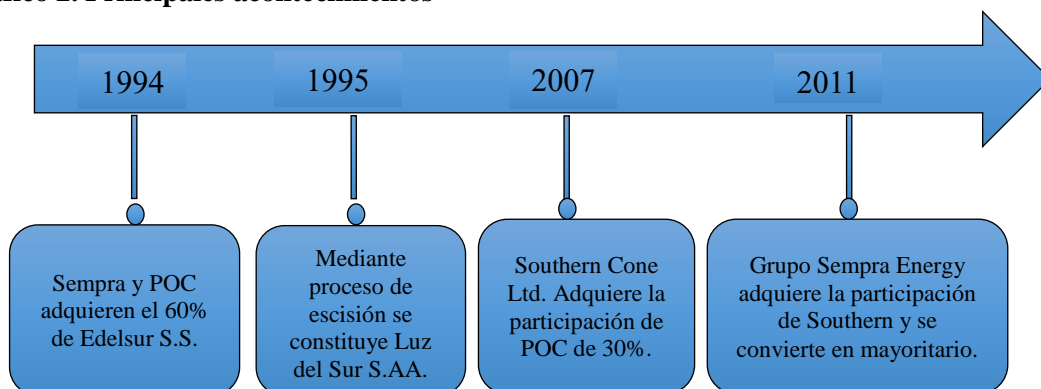 Principales acontecimientos
1994
1995
2007
2011
Sempra y POC
adquieren el 60%
de Edelsur S.S.
Mediante
proceso de
escisión se
constituye Luz
del Sur S.AA.
Southern Cone
Ltd. Adquiere la
participación de
POC de 30%.
Grupo Sempra Energy
adquiere la participación
de Southern y se
convierte en mayoritario.